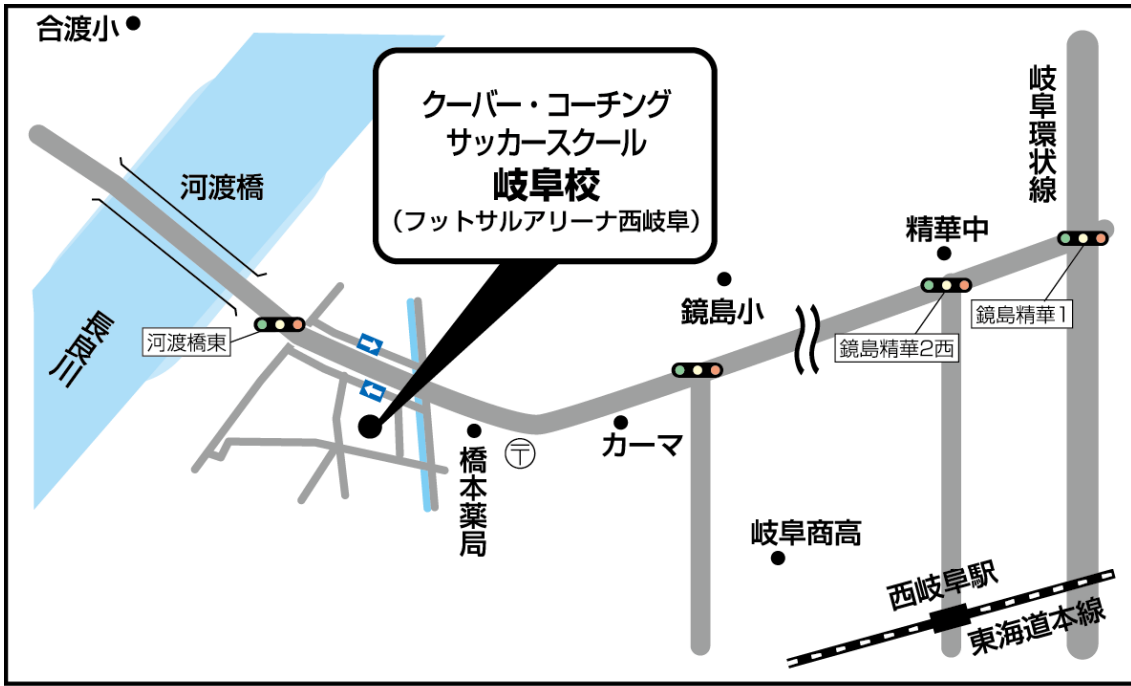 合渡小
クーバー・コーチング
サッカースクール
岐阜校
（フットサルアリーナ西岐阜）
岐阜環状線
河渡橋
精華中
鏡島小
鏡島精華1
長良川
河渡橋東
鏡島精華2西
カーマ
橋本薬局
〒
岐阜商高
西岐阜駅
東海道本線